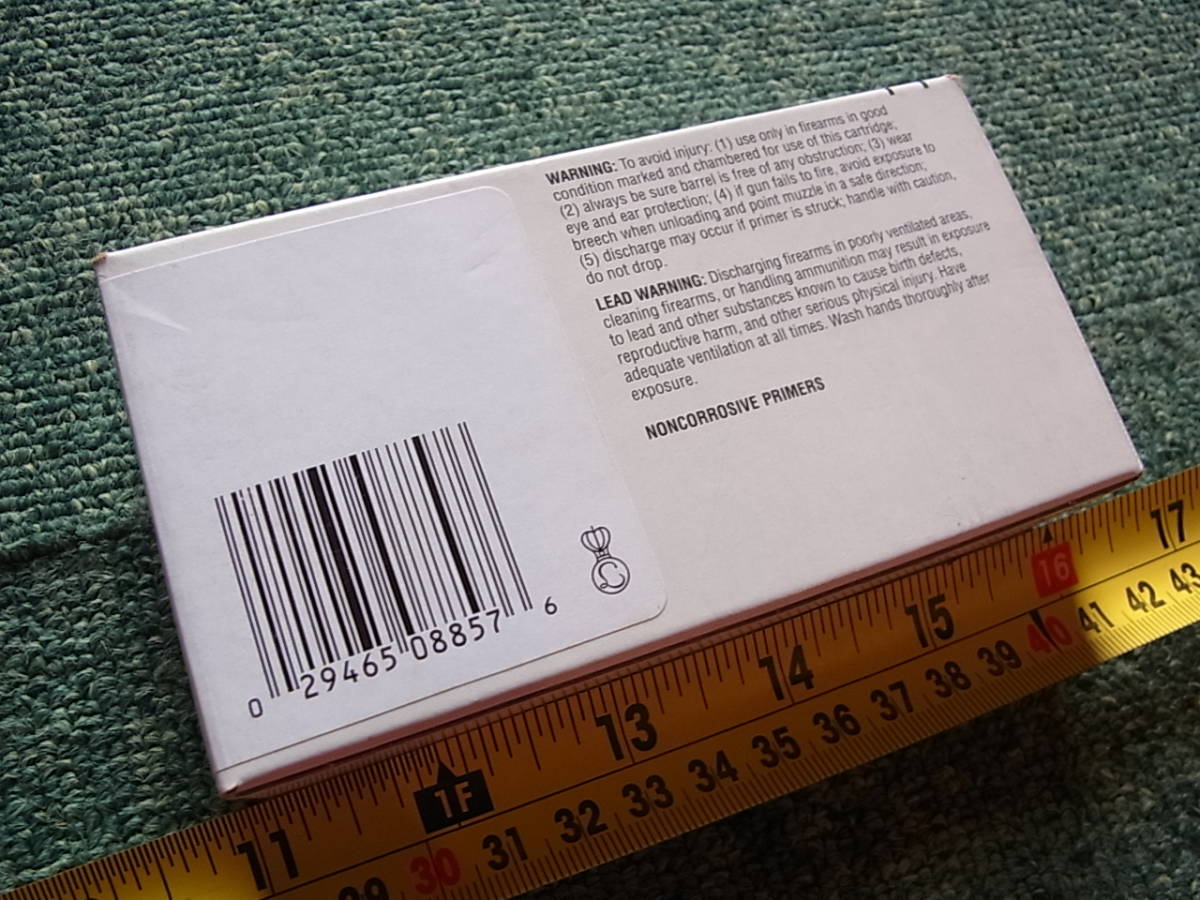 WARNING: To avoid injury: (1) use only in firearms in good
condition marked and chambered for use of this cartridge;
(2) always be sure barrel is free of any obstruction; (3) wear
eye and ear protection; (4) if gun fails to fire, avoid exposure to
breech when unloading and point muzzle in a safe direction;
(5) discharge may occur if primer is struck; handle with caution,
do not drop.
LEAD WARNING: Discharging firearms in poorly ventilated areas,
cleaning firearms, or handling ammunition may result in exposure
to lead and other substances known to cause birth defects,
reproductive harm, and other serious physical injury. Have
adequate ventilation at all times. Wash hands thoroughly after
exposure.
NONCORROSIVE PRIMERS
0 29465 08857 6
C
11 1F 13 14 15 16 17
29 30 31 32 33 34 35 36 37 38 39 40 41 42 43